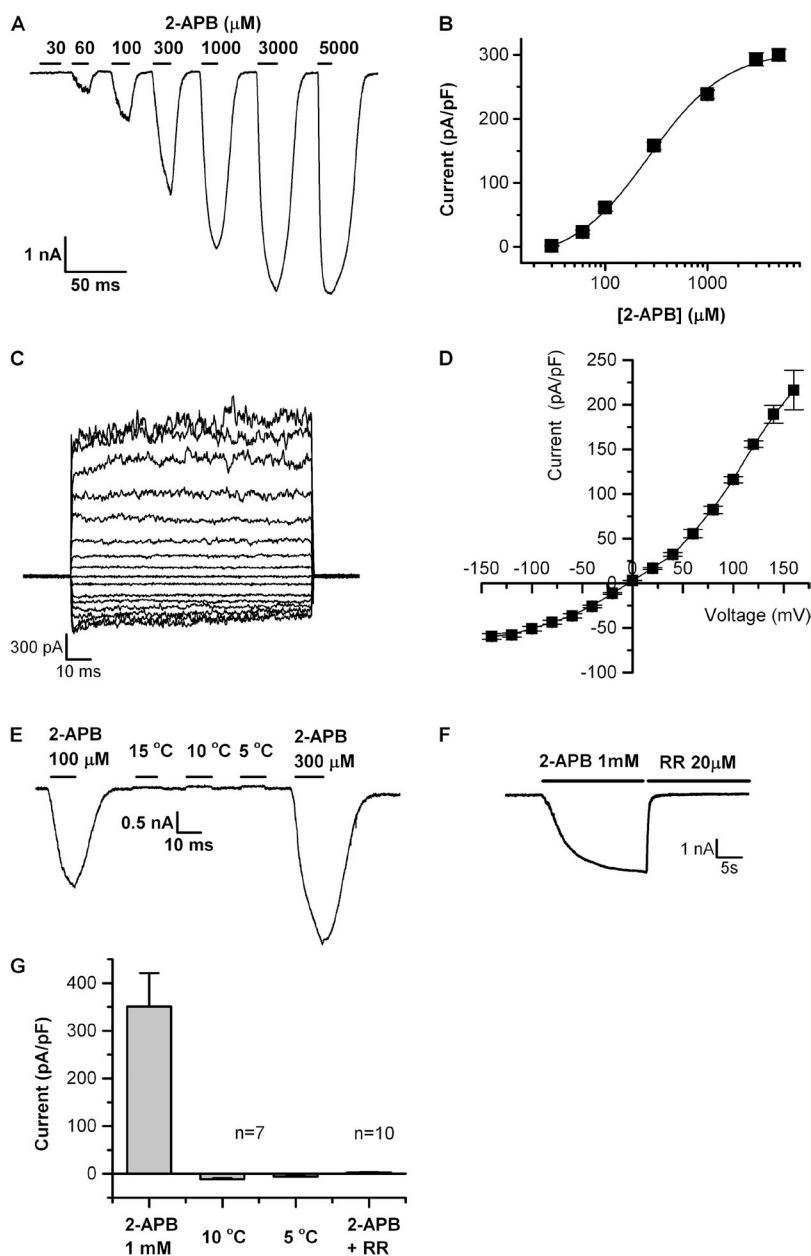 A
2-APB (µM)
30 60 100 300 1000 3000 5000
1 nA
50 ms
B
Current (pA/pF)
300
200
100
0
100 1000
[2-APB] (µM)
C
300 pA
10 ms
D
Current (pA/pF)
250
200
150
100
50
0
-50
-100
-150 -100 -50 0 50 100 150
Voltage (mV)
E
2-APB
100 µM
15 °C 10 °C 5 °C
2-APB
300 µM
0.5 nA
10 ms
F
2-APB 1mM RR 20µM
1 nA
5s
G
Current (pA/pF)
400
300
200
100
0
n=7 n=10
2-APB
1 mM
10 °C
5 °C
2-APB
+ RR